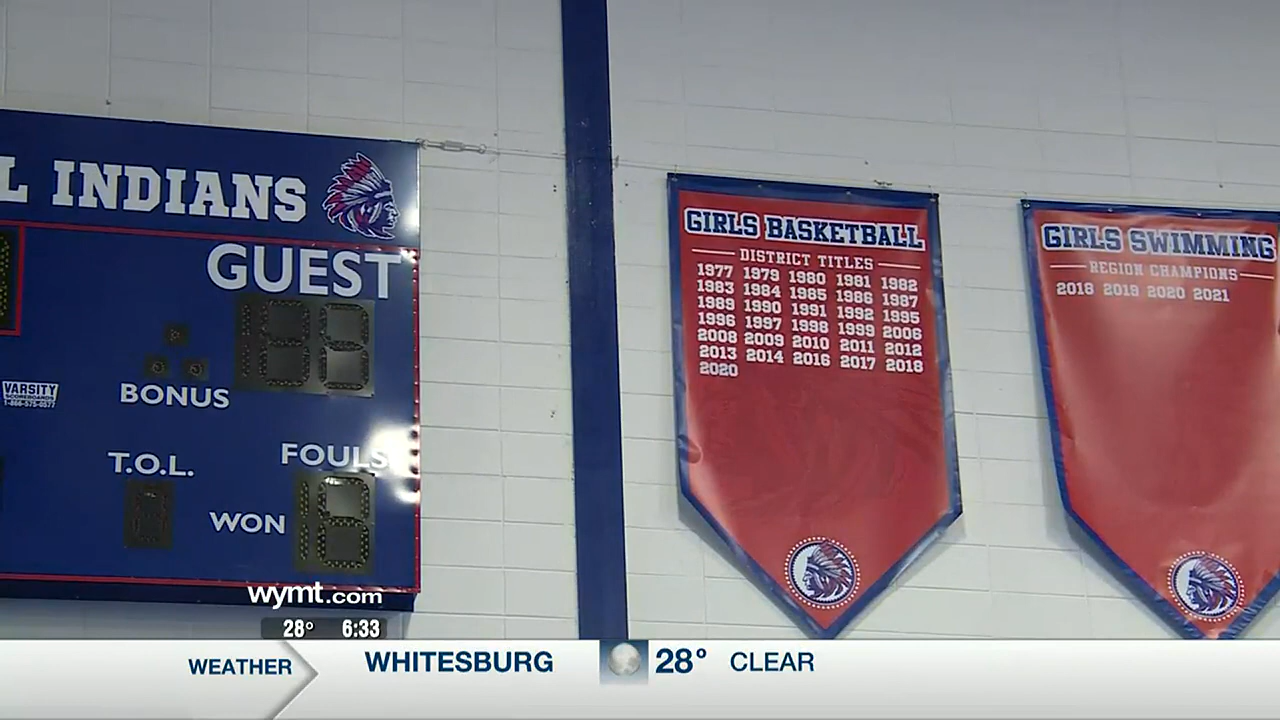 L INDIANS
GUEST
BONUS
VARSITY
T.O.L.
FOULS
WON
GIRLS BASKETBALL
DISTRICT TITLES
1977 1979 1980 1981 1982
1983 1984 1985 1986 1987
1989 1990 1991 1992 1995
1996 1997 1998 1999 2006
2008 2009 2010 2011 2012
2013 2014 2016 2017 2018
2020
GIRLS SWIMMING
REGION CHAMPIONS
2018 2019 2020 2021
wymt.com
28° 6:33
WEATHER WHITESBURG 28° CLEAR